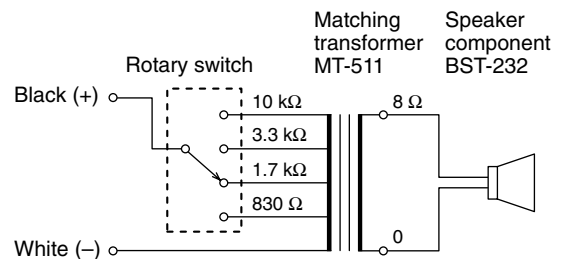 Matching
transformer
MT-511
Speaker
component
BST-232
Rotary switch
Black (+)
10 kΩ
8 Ω
3.3 kΩ
1.7 kΩ
830 Ω
0
White (–)